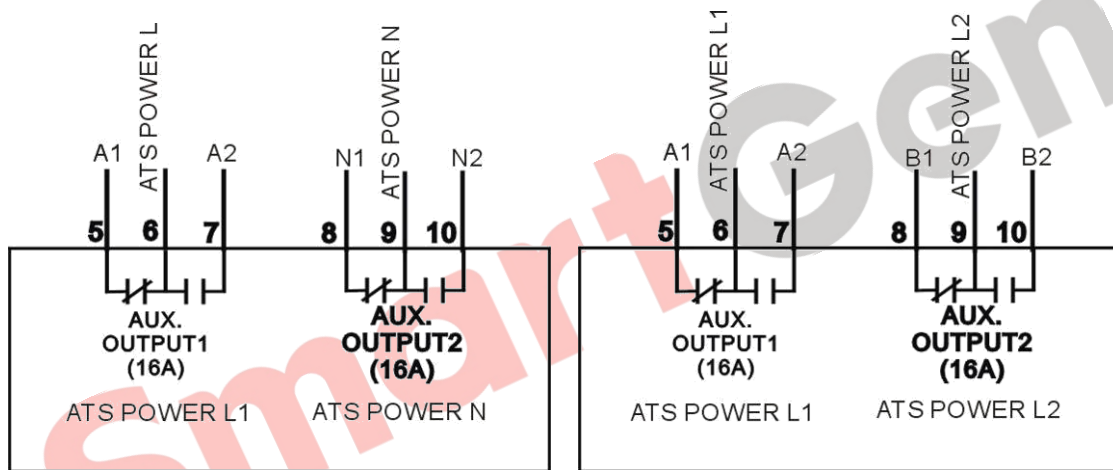 ATS POWER L
ATS POWER N
A1
A2
N1
N2
5
6
7
8
9
10
AUX.
OUTPUT1
(16A)
AUX.
OUTPUT2
(16A)
ATS POWER L1
ATS POWER N
ATS POWER L1
ATS POWER L2
A1
A2
B1
B2
5
6
7
8
9
10
AUX.
OUTPUT1
(16A)
AUX.
OUTPUT2
(16A)
ATS POWER L1
ATS POWER L2
SmartGen